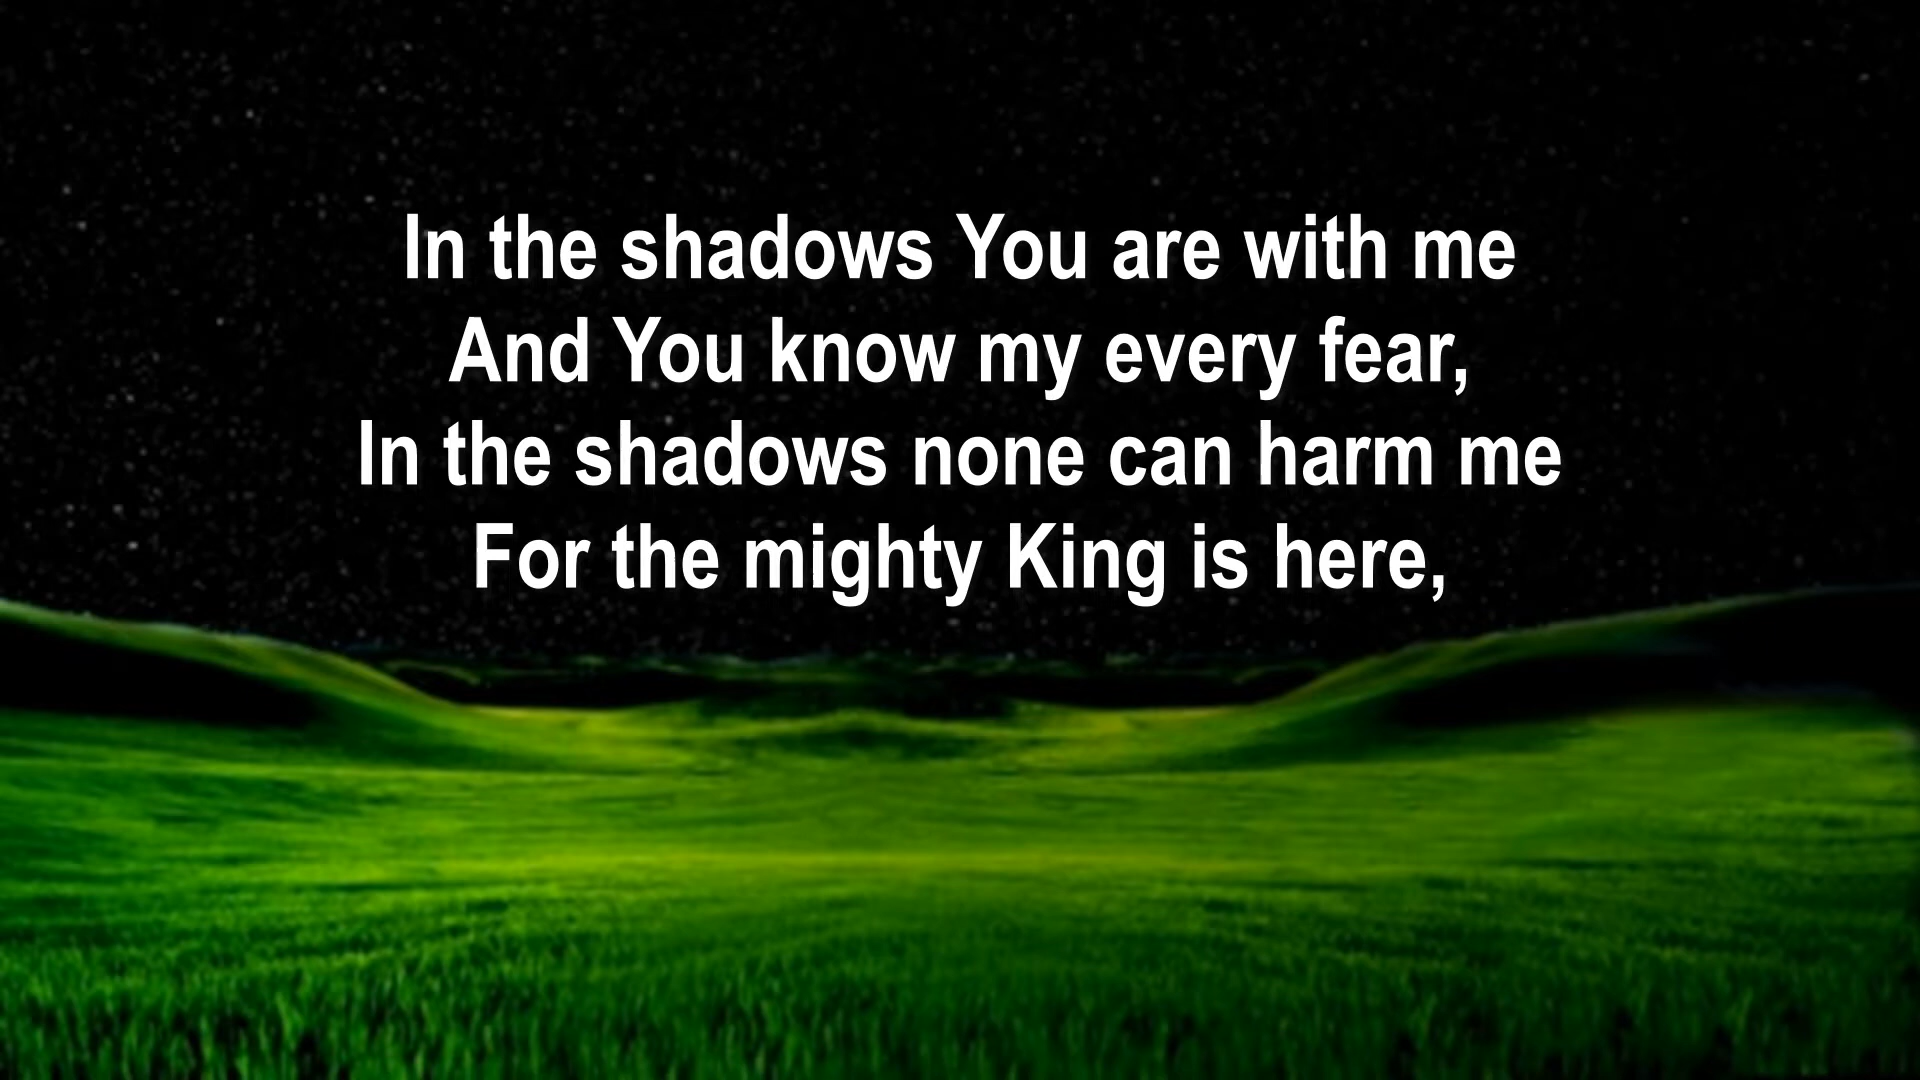 In the shadows You are with me
And You know my every fear,
In the shadows none can harm me
For the mighty King is here,